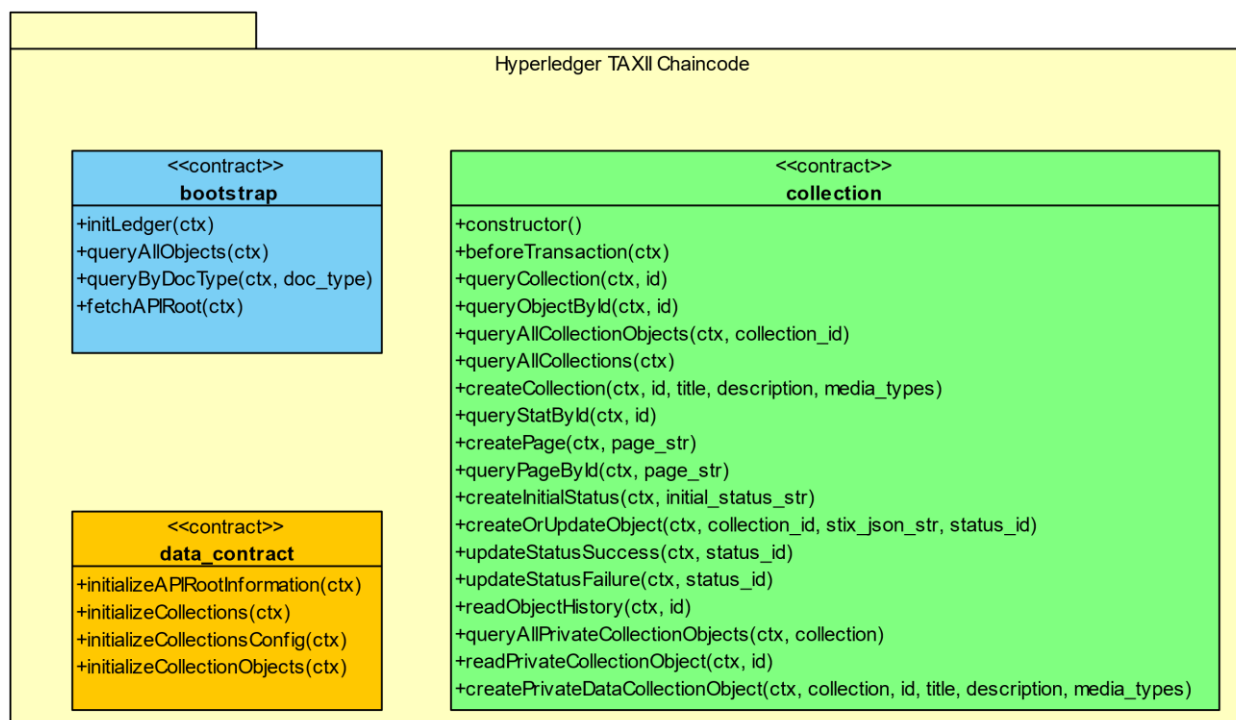 Hyperledger TAXII Chaincode
<<contract>>
bootstrap
+initLedger(ctx)
+queryAllObjects(ctx)
+queryByDocType(ctx, doc_type)
+fetchAPIRoot(ctx)
<<contract>>
data_contract
+initializeAPIRootInformation(ctx)
+initializeCollections(ctx)
+initializeCollectionsConfig(ctx)
+initializeCollectionObjects(ctx)
<<contract>>
collection
+constructor()
+beforeTransaction(ctx)
+queryCollection(ctx, id)
+queryObjectById(ctx, id)
+queryAllCollectionObjects(ctx, collection_id)
+queryAllCollections(ctx)
+createCollection(ctx, id, title, description, media_types)
+queryStatById(ctx, id)
+createPage(ctx, page_str)
+queryPageById(ctx, page_str)
+createInitialStatus(ctx, initial_status_str)
+createOrUpdateObject(ctx, collection_id, stix_json_str, status_id)
+updateStatusSuccess(ctx, status_id)
+updateStatusFailure(ctx, status_id)
+readObjectHistory(ctx, id)
+queryAllPrivateCollectionObjects(ctx, collection)
+readPrivateCollectionObject(ctx, id)
+createPrivateDataCollectionObject(ctx, collection, id, title, description, media_types)